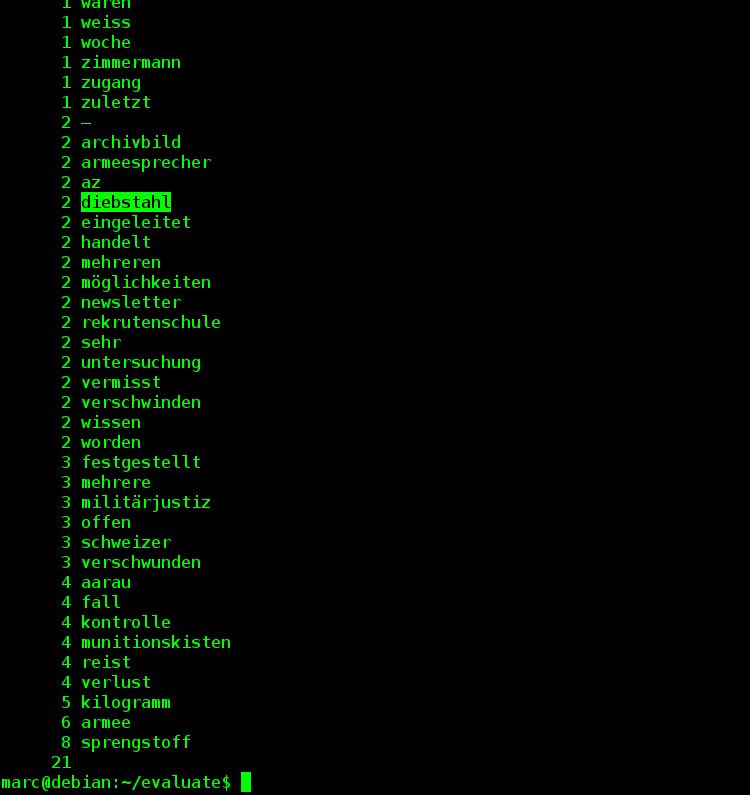 1 waren
1 weiss
1 woche
1 zimmermann
1 zugang
1 zuletzt
2 –
2 archivbild
2 armeesprecher
2 az
2 diebstahl
2 eingeleitet
2 handelt
2 mehreren
2 möglichkeiten
2 newsletter
2 rekrutenschule
2 sehr
2 untersuchung
2 vermisst
2 verschwinden
2 wissen
2 worden
3 festgestellt
3 mehrere
3 militärjustiz
3 offen
3 schweizer
3 verschwunden
4 aarau
4 fall
4 kontrolle
4 munitionskisten
4 reist
4 verlust
5 kilogramm
6 armee
8 sprengstoff
21
marc@debian:~/evaluate$